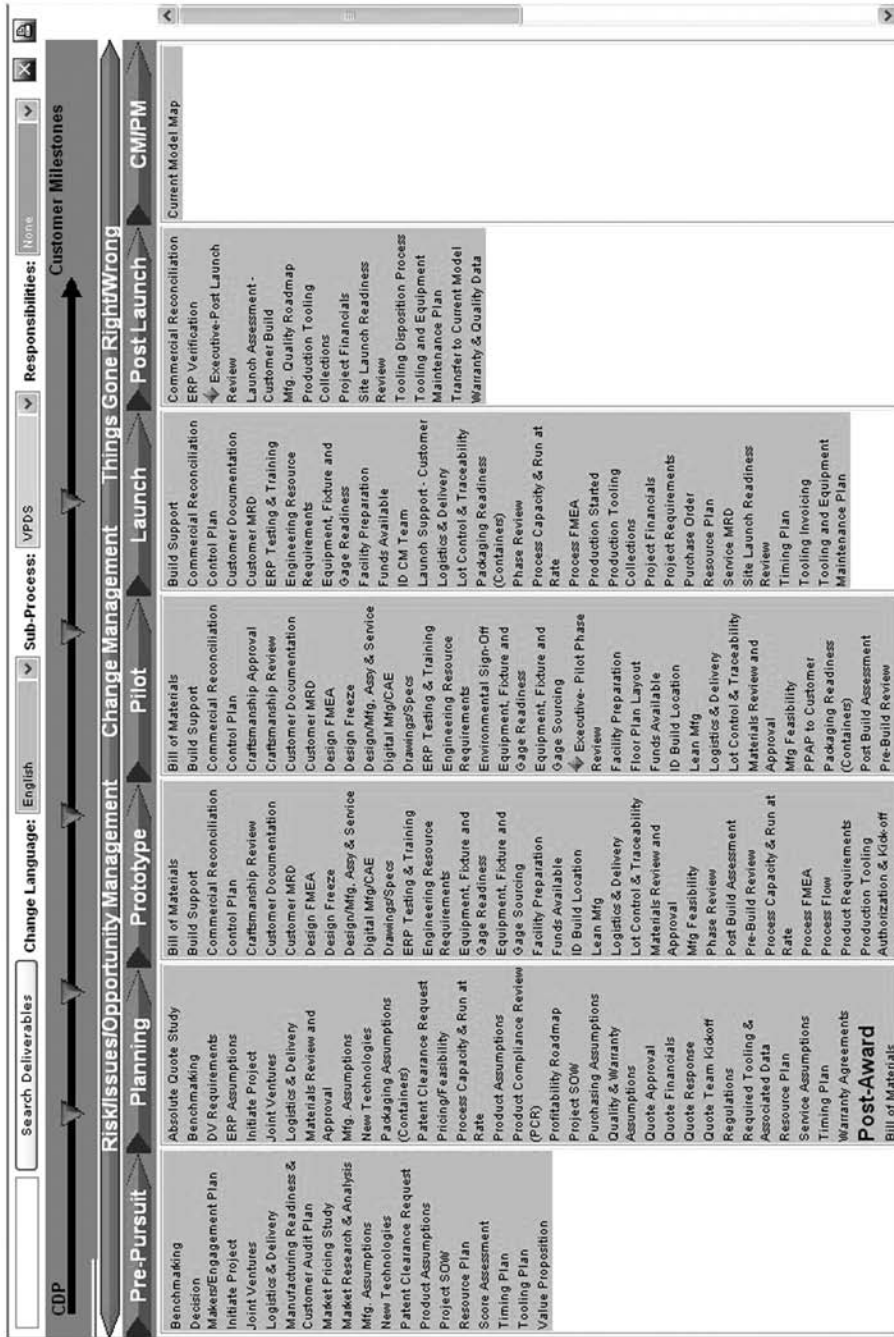 Search Deliverables
Change Language:
English
Sub-Process:
VPDS
Responsibilities:
None
CDP
Customer Milestones
Risk/Issues/Opportunity Management
Change Management
Things Gone Right/Wrong
Pre-Pursuit
Planning
Prototype
Pilot
Launch
Post Launch
CM/PM
Benchmarking
Decision
Makers/Engagement Plan
Initiate Project
Joint Ventures
Logistics & Delivery
Manufacturing Readiness &
Customer Audit Plan
Market Pricing Study
Market Research & Analysis
Mfg. Assumptions
New Technologies
Patent Clearance Request
Product Assumptions
Project SOW
Resource Plan
Score Assessment
Timing Plan
Tooling Plan
Value Proposition
Absolute Quote Study
Benchmarking
DV Requirements
ERP Assumptions
Initiate Project
Joint Ventures
Logistics & Delivery
Materials Review and
Approval
Mfg. Assumptions
New Technologies
Packaging Assumptions
(Containers)
Patent Clearance Request
Pricing/Feasibility
Process Capacity & Run at
Rate
Product Assumptions
Product Compliance Review
(PCR)
Profitability Roadmap
Project SOW
Purchasing Assumptions
Quality & Warranty
Assumptions
Quote Approval
Quote Financials
Quote Response
Quote Team Kickoff
Regulations
Required Tooling &
Associated Data
Resource Plan
Service Assumptions
Timing Plan
Warranty Agreements
Post-Award
Bill of Materials
Bill of Materials
Build Support
Commercial Reconciliation
Control Plan
Craftsmanship Review
Customer Documentation
Customer MRD
Design FMEA
Design Freeze
Design/Mfg, Assy & Service
Digital Mfg/CAE
Drawings/Specs
ERP Testing & Training
Engineering Resource
Requirements
Equipment, Fixture and
Gage Readiness
Equipment, Fixture and
Gage Sourcing
Facility Preparation
Funds Available
ID Build Location
Lean Mfg
Logistics & Delivery
Lot Control & Traceability
Materials Review and
Approval
Mfg Feasibility
Phase Review
Post Build Assessment
Pre-Build Review
Process Capacity & Run at
Rate
Process FMEA
Process Flow
Product Requirements
Production Tooling
Authorization & Kick-off
Bill of Materials
Build Support
Commercial Reconciliation
Control Plan
Craftsmanship Approval
Craftsmanship Review
Customer Documentation
Customer MRD
Design FMEA
Design Freeze
Design/Mfg, Assy & Service
Digital Mfg/CAE
Drawings/Specs
ERP Testing & Training
Engineering Resource
Requirements
Environmental Sign-Off
Equipment, Fixture and
Gage Readiness
Equipment, Fixture and
Gage Sourcing
Executive- Pilot Phase
Review
Facility Preparation
Floor Plan Layout
Funds Available
ID Build Location
Lean Mfg
Logistics & Delivery
Lot Control & Traceability
Materials Review and
Approval
Mfg Feasibility
PPAP to Customer
Packaging Readiness
(Containers)
Post Build Assessment
Pre-Build Review
Build Support
Commercial Reconciliation
Control Plan
Customer Documentation
Customer MRD
ERP Testing & Training
Engineering Resource
Requirements
Equipment, Fixture and
Gage Readiness
Facility Preparation
Funds Available
ID CM Team
Launch Support - Customer
Logistics & Delivery
Lot Control & Traceability
Packaging Readiness
(Containers)
Phase Review
Process Capacity & Run at
Rate
Process FMEA
Production Started
Production Tooling
Collections
Project Financials
Project Requirements
Purchase Order
Resource Plan
Service MRD
Site Launch Readiness
Review
Timing Plan
Tooling Invoicing
Tooling and Equipment
Maintenance Plan
Commercial Reconciliation
ERP Verification
Executive-Post Launch
Review
Launch Assessment -
Customer Build
Mfg. Quality Roadmap
Production Tooling
Collections
Project Financials
Site Launch Readiness
Review
Tooling Disposition Process
Tooling and Equipment
Maintenance Plan
Transfer to Current Model
Warranty & Quality Data
Current Model Map